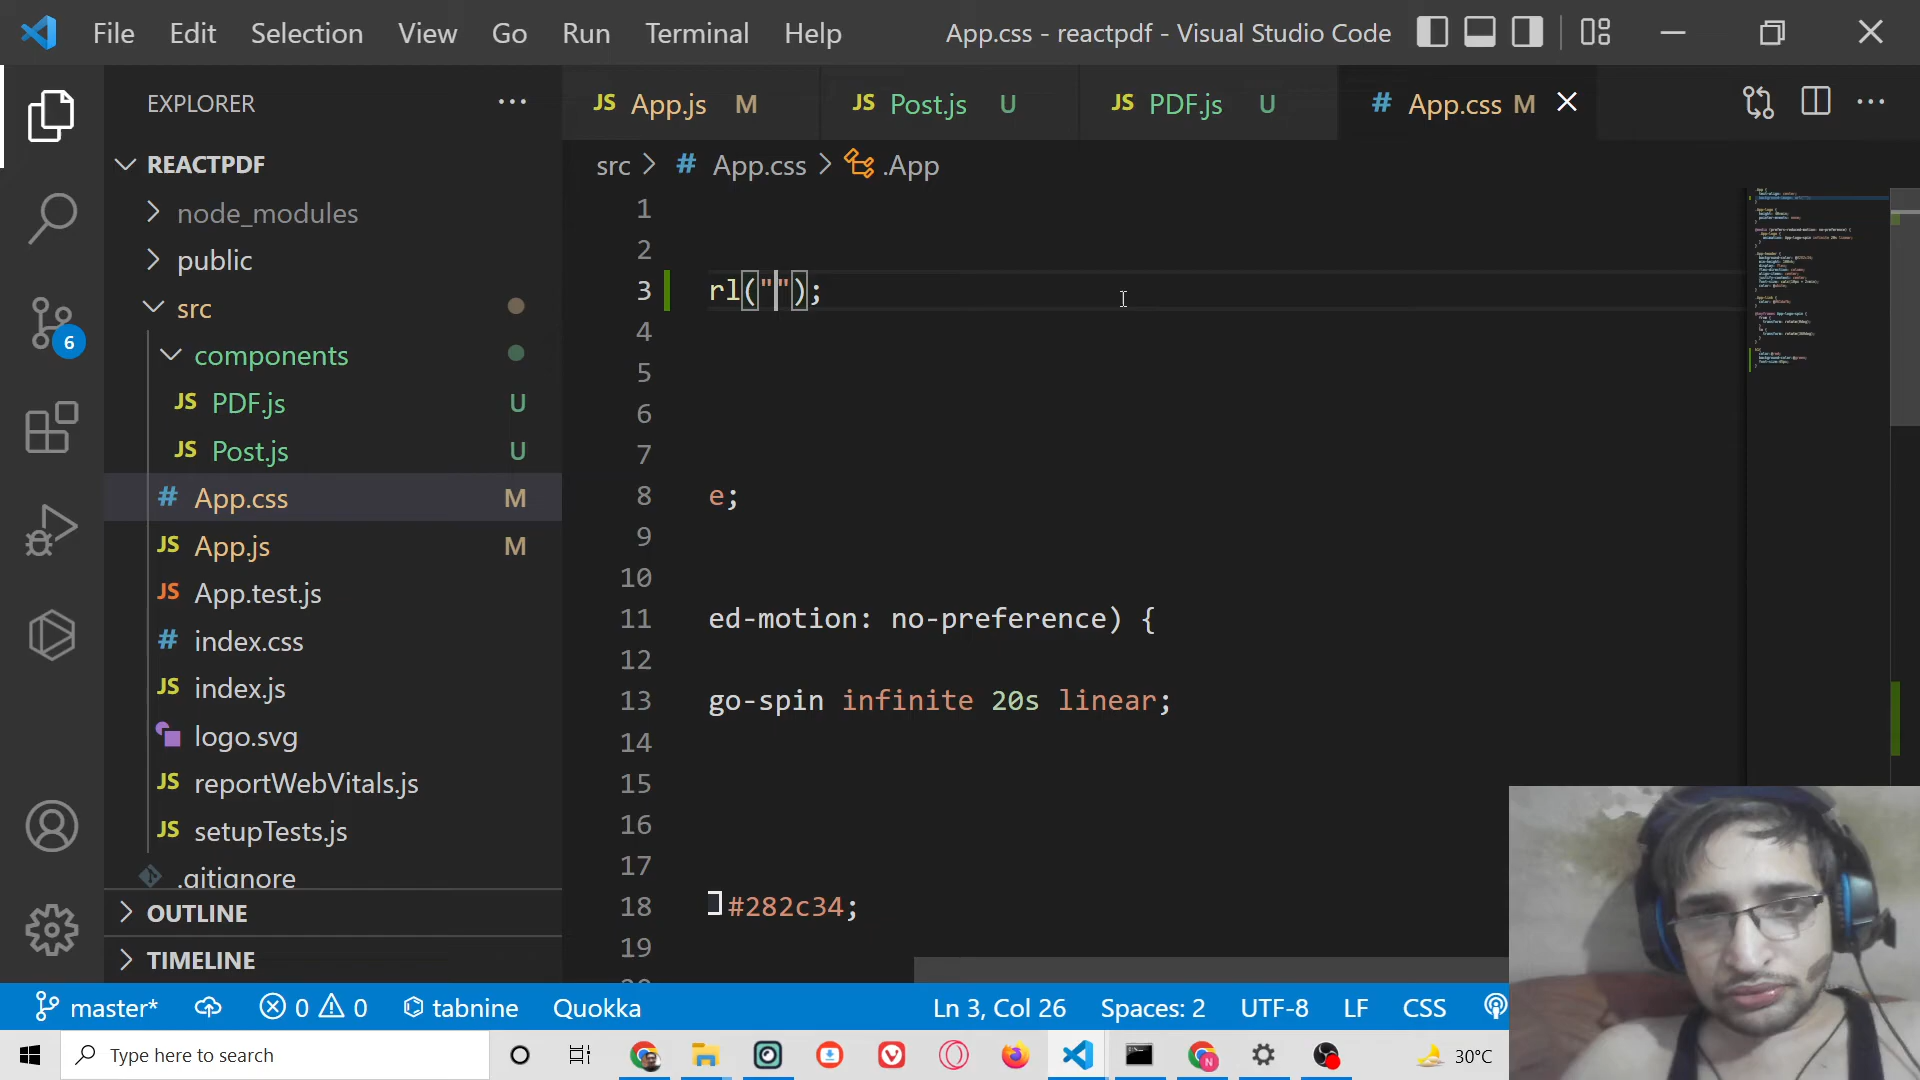 File Edit Selection View Go Run Terminal Help App.css - reactpdf - Visual Studio Code
EXPLORER ...
JS App.js M JS Post.js U JS PDF.js U # App.css M
REACTPDF
src > # App.css > .App
node_modules
public
src
components
JS PDF.js U
JS Post.js U
# App.css M
JS App.js M
JS App.test.js
# index.css
JS index.js
logo.svg
JS reportWebVitals.js
JS setupTests.js
.gitignore
OUTLINE
TIMELINE
6
1
2
3 rl("");
4
5
6
7
8 e;
9
10
11 ed-motion: no-preference) {
12
13 go-spin infinite 20s linear;
14
15
16
17
18 #282c34;
19
master* 0 0 tabnine Quokka Ln 3, Col 26 Spaces: 2 UTF-8 LF CSS
Type here to search 30°C